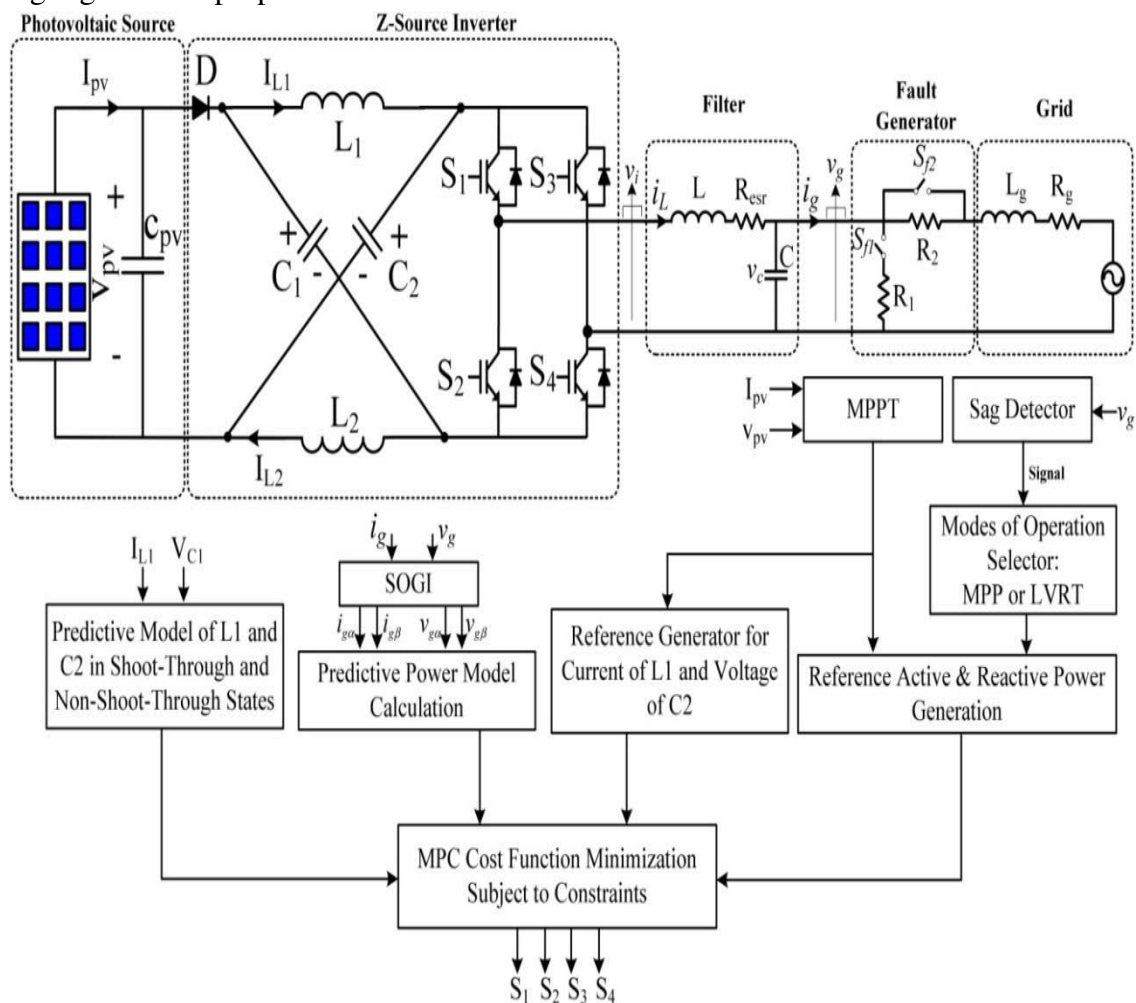 Photovoltaic Source
Z-Source Inverter
I_pv
D
I_L1
L_1
+
V_pv
-
C_pv
+
C_1
-
-
+
C_2
S_1
S_3
S_2
S_4
L_2
I_L2
Filter
v_i
i_L
L
R_esr
v_c
C
i_g
v_g
Fault
Generator
S_f2
S_f1
R_2
R_1
Grid
L_g
R_g
I_pv
v_pv
MPPT
Sag Detector
v_g
Signal
Modes of Operation
Selector:
MPP or LVRT
I_L1 V_C1
Predictive Model of L1 and
C2 in Shoot-Through and
Non-Shoot-Through States
i_g v_g
SOGI
i_gα i_gβ v_gα v_gβ
Predictive Power Model
Calculation
Reference Generator for
Current of L1 and Voltage
of C2
Reference Active & Reactive Power
Generation
MPC Cost Function Minimization
Subject to Constraints
S_1 S_2 S_3 S_4